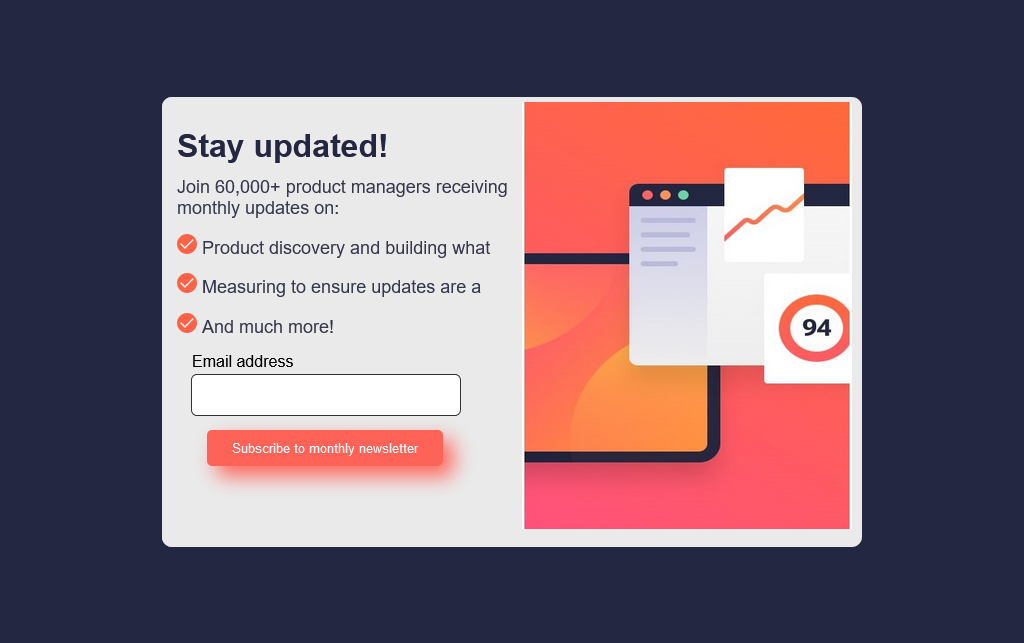 Stay updated!
Join 60,000+ product managers receiving
monthly updates on:
Product discovery and building what
Measuring to ensure updates are a
And much more!
Email address
Subscribe to monthly newsletter
94